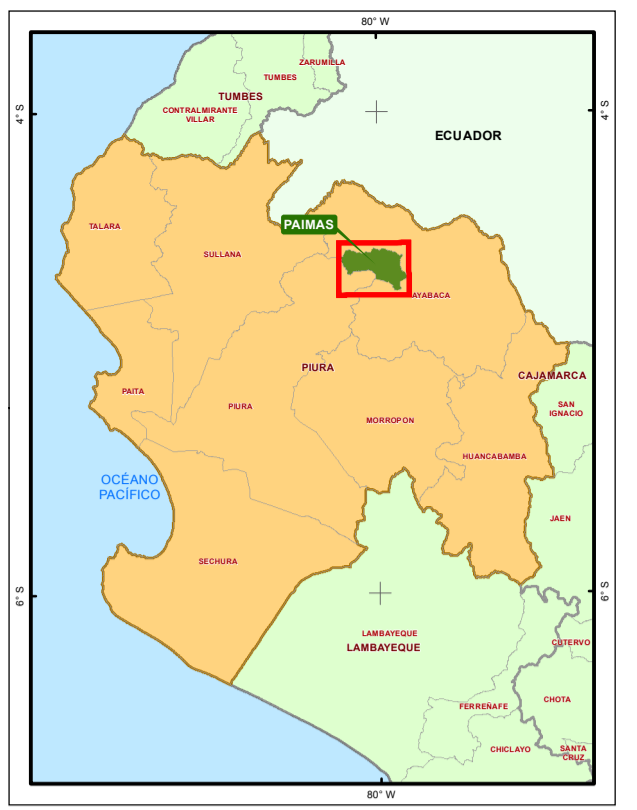 80° W
ZARUMILLA
TUMBES
TUMBES
CONTRALMIRANTE
VILLAR
4° S
4° S
ECUADOR
PAIMAS
TALARA
SULLANA
AYABACA
PIURA
CAJAMARCA
PAITA
PIURA
SAN
IGNACIO
MORROPON
HUANCABAMBA
OCÉANO
PACÍFICO
JAEN
SECHURA
6° S
6° S
LAMBAYEQUE
LAMBAYEQUE
CUTERVO
FERREÑAFE
CHOTA
CHICLAYO
SANTA
CRUZ
80° W